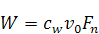 W = c_w v_0 F_n